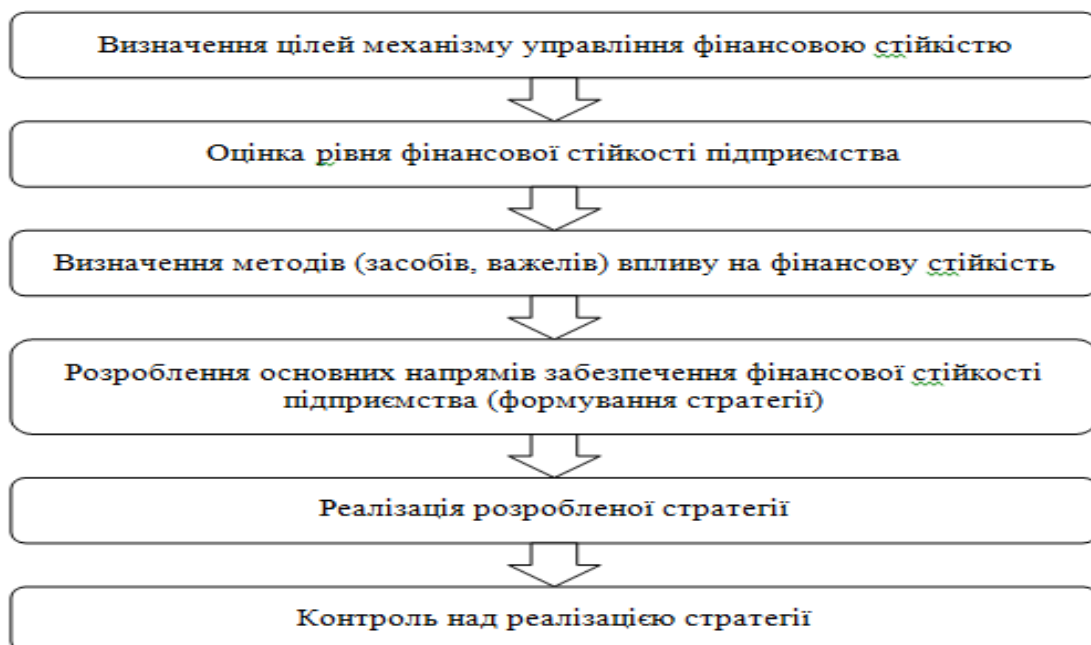 Визначення цілей механізму управління фінансовою стійкістю
Оцінка рівня фінансової стійкості підприємства
Визначення методів (засобів, важелів) впливу на фінансову стійкість
Розроблення основних напрямів забезпечення фінансової стійкості
підприємства (формування стратегії)
Реалізація розробленої стратегії
Контроль над реалізацією стратегії